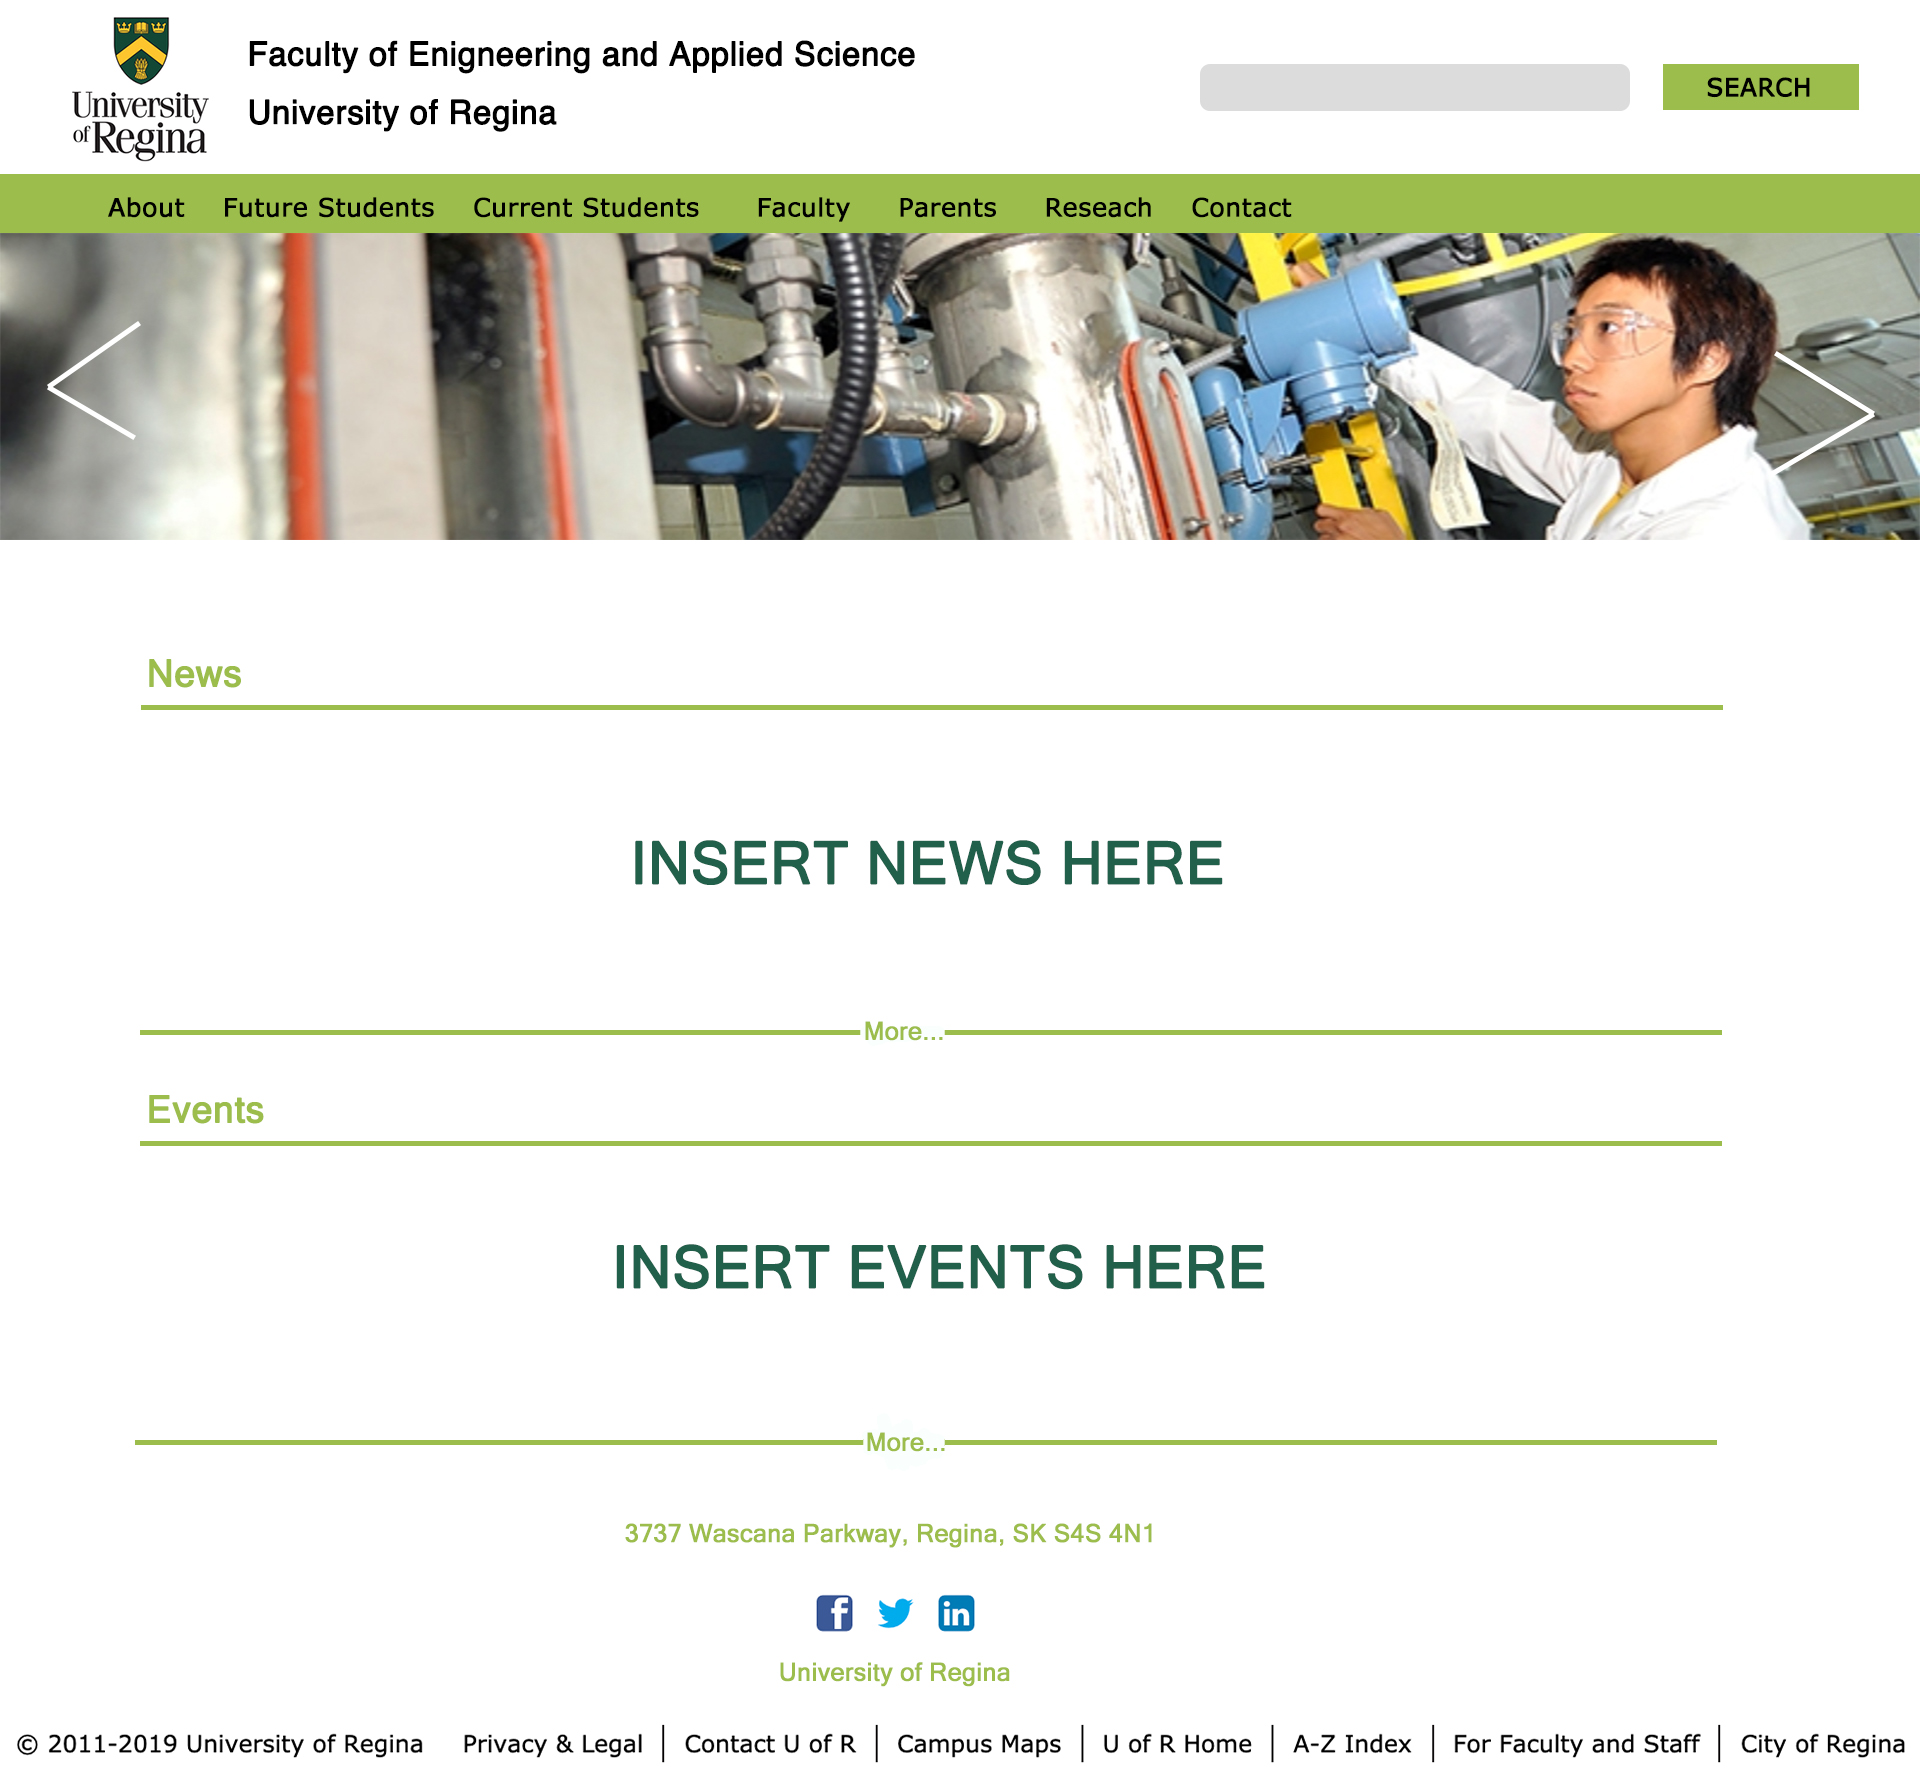 University
of Regina
Faculty of Enigneering and Applied Science
University of Regina
SEARCH
About Future Students Current Students Faculty Parents Reseach Contact
News
INSERT NEWS HERE
More...
Events
INSERT EVENTS HERE
More...
3737 Wascana Parkway, Regina, SK S4S 4N1
f in
University of Regina
© 2011-2019 University of Regina Privacy & Legal Contact U of R Campus Maps U of R Home A-Z Index For Faculty and Staff City of Regina